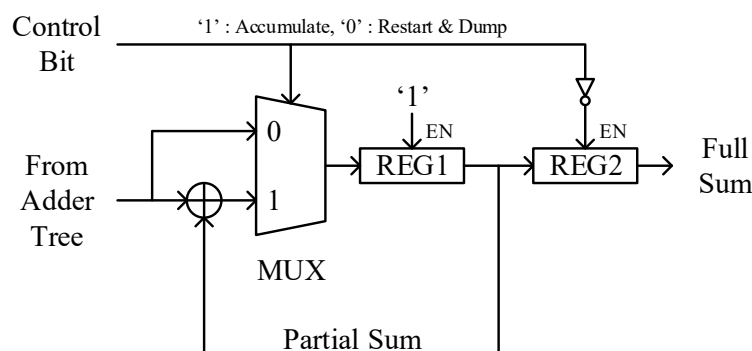 Control
Bit
‘1’ : Accumulate, ‘0’ : Restart & Dump
‘1’
0
EN
EN
From
Adder
Tree
1
REG1
REG2
Full
Sum
MUX
Partial Sum